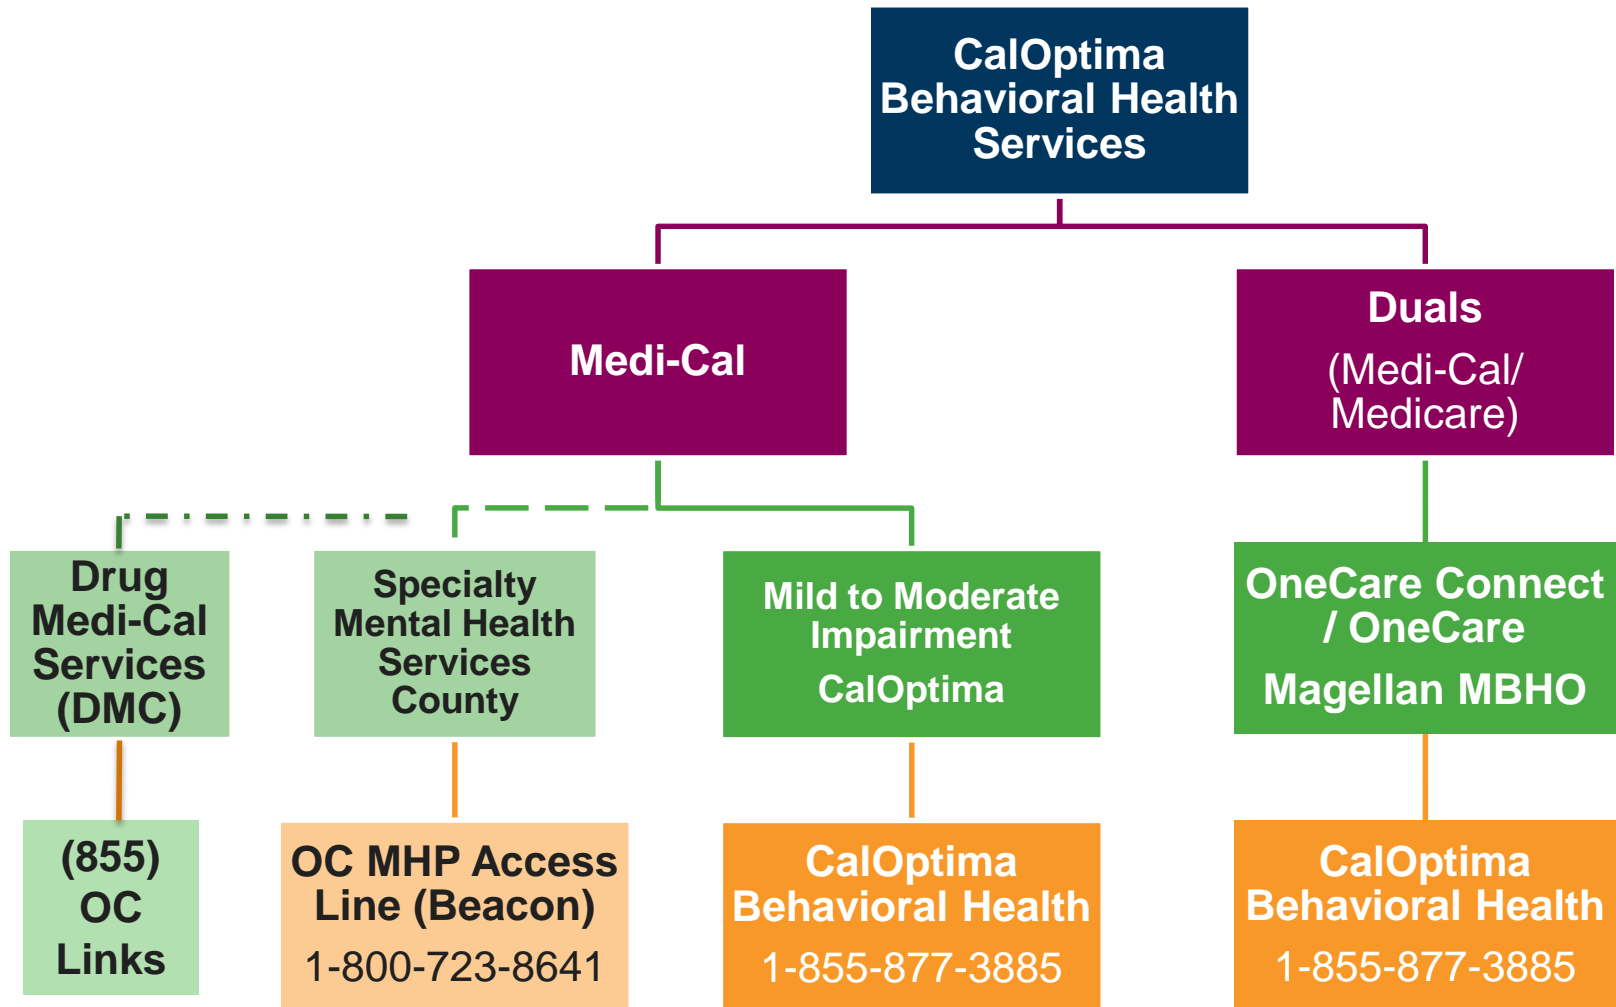 CalOptima
Behavioral Health
Services
Medi-Cal
Duals
(Medi-Cal/
Medicare)
Drug
Medi-Cal
Services
(DMC)
Specialty
Mental Health
Services
County
Mild to Moderate
Impairment
CalOptima
OneCare Connect
/ OneCare
Magellan MBHO
(855)
OC
Links
OC MHP Access
Line (Beacon)
1-800-723-8641
CalOptima
Behavioral Health
1-855-877-3885
CalOptima
Behavioral Health
1-855-877-3885